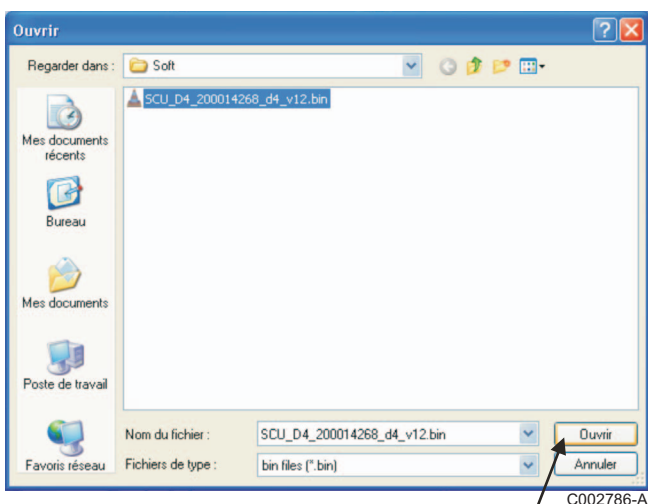 Ouvrir
Regarder dans :
Soft
SCU_D4_200014268_d4_v12.bin
Mes documents
récents
Bureau
Mes documents
Poste de travail
Favoris réseau
Nom du fichier :
SCU_D4_200014268_d4_v12.bin
Ouvrir
Fichiers de type :
bin files (*.bin)
Annuler
C002786-A